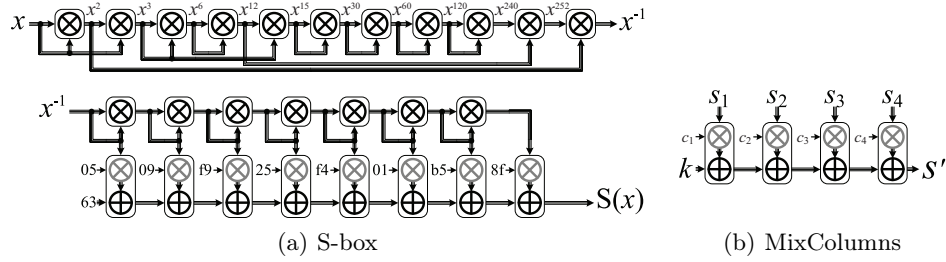 x x² x³ x⁶ x¹² x¹⁵ x³⁰ x⁶⁰ x¹²⁰ x²⁴⁰ x²⁵² x⁻¹
x⁻¹
05 09 f9 25 f4 01 b5 8f
63 S(x)
(a) S-box
s₁ s₂ s₃ s₄
c₁ c₂ c₃ c₄
k s'
(b) MixColumns